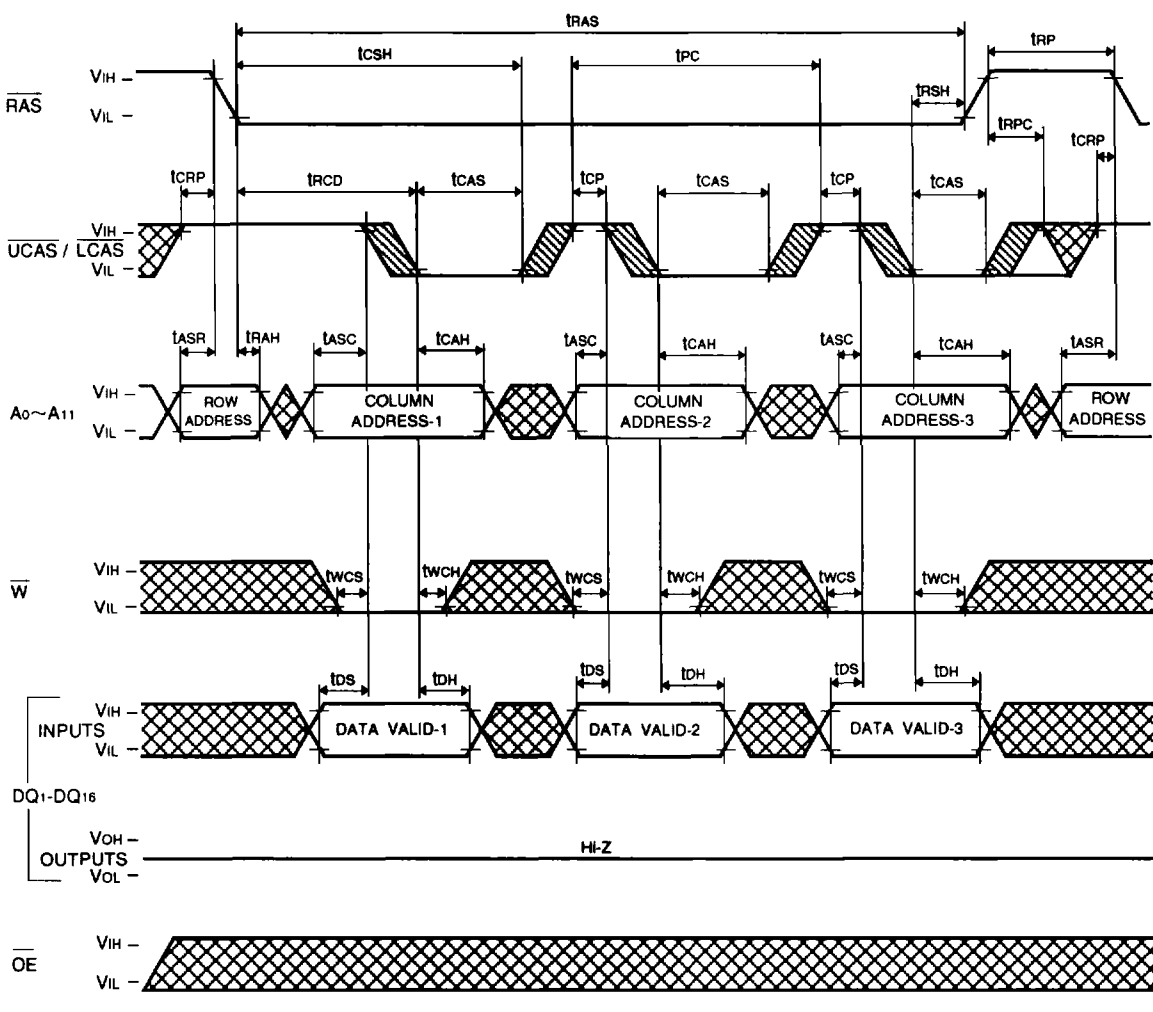 tRAS
tCSH tPC tRP
VIH
RAS
VIL
tRSH
tRPC
tCRP
tCRP tRCD tCAS tCP tCAS tCP tCAS
VIH
UCAS / LCAS
VIL
tASR tRAH tASC tCAH tASC tCAH tASC tCAH tASR
VIH
A0~A11
VIL
ROW
ADDRESS
COLUMN
ADDRESS-1
COLUMN
ADDRESS-2
COLUMN
ADDRESS-3
ROW
ADDRESS
VIH
W
VIL
tWCS tWCH tWCS tWCH tWCS tWCH
tDS tDH tDS tDH tDS tDH
VIH
INPUTS
VIL
DATA VALID-1 DATA VALID-2 DATA VALID-3
DQ1-DQ16
VOH
OUTPUTS
VOL
Hi-Z
VIH
OE
VIL